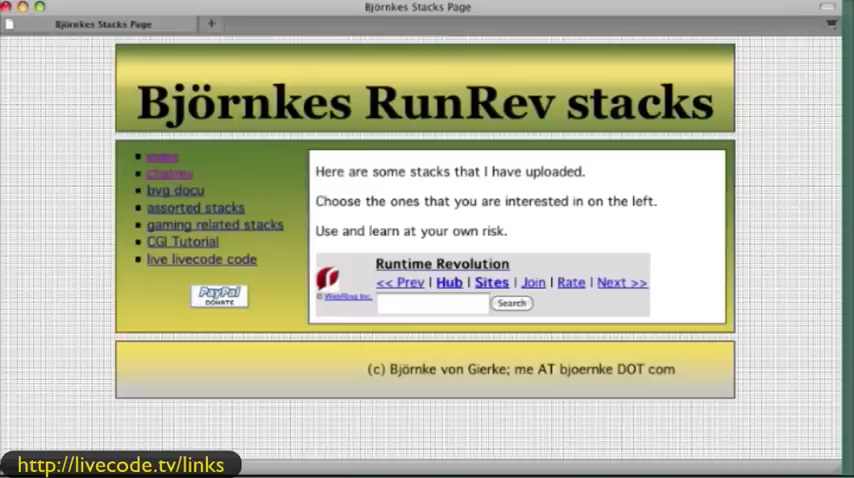 Björnkes Stacks Page
Björnkes Stacks Page
+
Björnkes RunRev stacks
chatrev
bvg docu
assorted stacks
gaming related stacks
CGI Tutorial
live livecode code
PayPal
DONATE
Here are some stacks that I have uploaded.
Choose the ones that you are interested in on the left.
Use and learn at your own risk.
Runtime Revolution
<< Prev | Hub | Sites | Join | Rate | Next >>
© WebRing Inc.
Search
(c) Björnke von Gierke; me AT bjoernke DOT com
http://livecode.tv/links